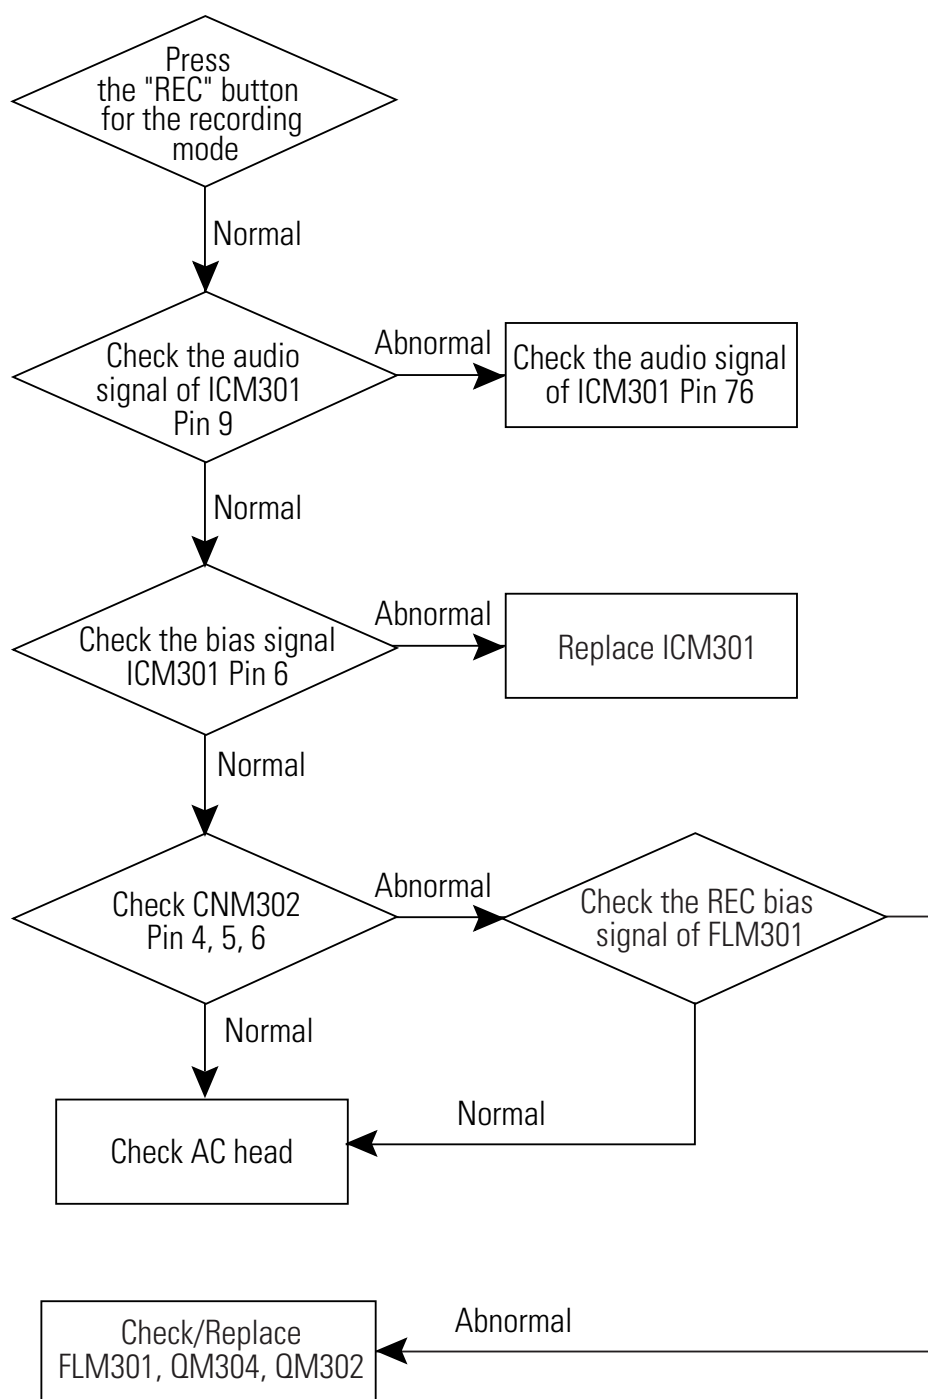 Press
the "REC" button
for the recording
mode
Normal
Check the audio
signal of ICM301
Pin 9
Abnormal
Check the audio signal
of ICM301 Pin 76
Normal
Check the bias signal
ICM301 Pin 6
Abnormal
Replace ICM301
Normal
Check CNM302
Pin 4, 5, 6
Abnormal
Check the REC bias
signal of FLM301
Normal
Normal
Check AC head
Abnormal
Check/Replace
FLM301, QM304, QM302